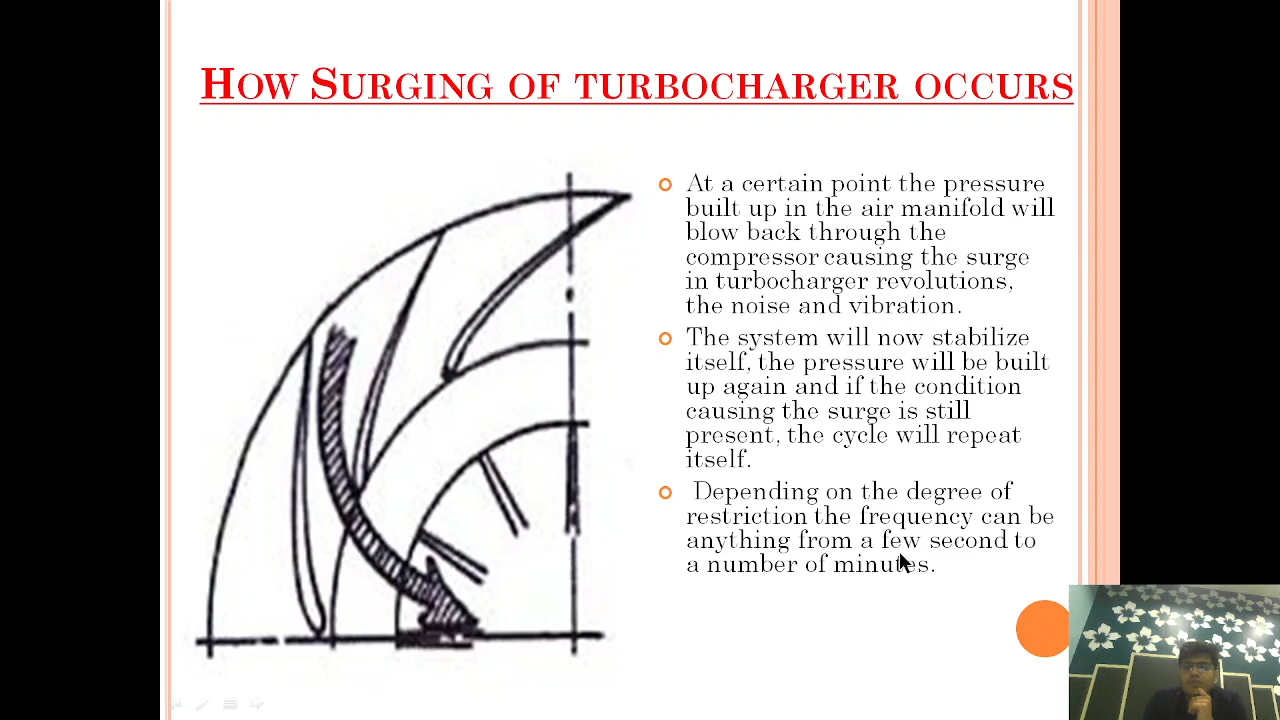 How Surging of turbocharger occurs
At a certain point the pressure
built up in the air manifold will
blow back through the
compressor causing the surge
in turbocharger revolutions,
the noise and vibration.
The system will now stabilize
itself, the pressure will be built
up again and if the condition
causing the surge is still
present, the cycle will repeat
itself.
Depending on the degree of
restriction the frequency can be
anything from a few second to
a number of minutes.